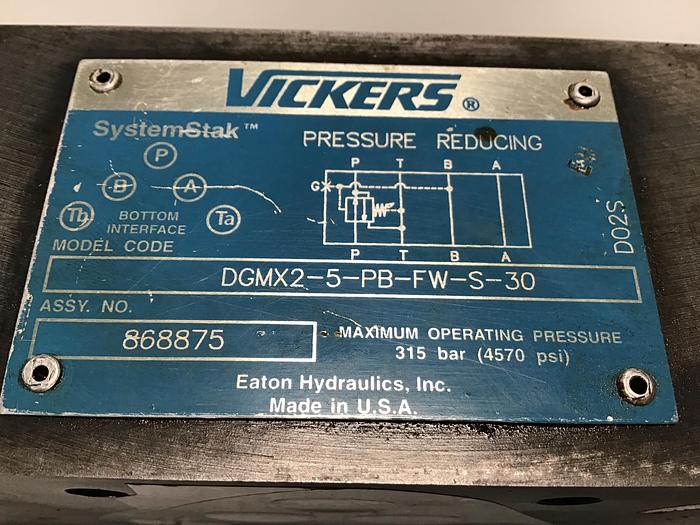 VICKERS ®
SystemStak™
PRESSURE REDUCING
P
B A
Tb Ta
BOTTOM
INTERFACE
P T B A
G
P T B A
D02S
MODEL CODE
DGMX2-5-PB-FW-S-30
ASSY. NO.
868875
MAXIMUM OPERATING PRESSURE
315 bar (4570 psi)
Eaton Hydraulics, Inc.
Made in U.S.A.